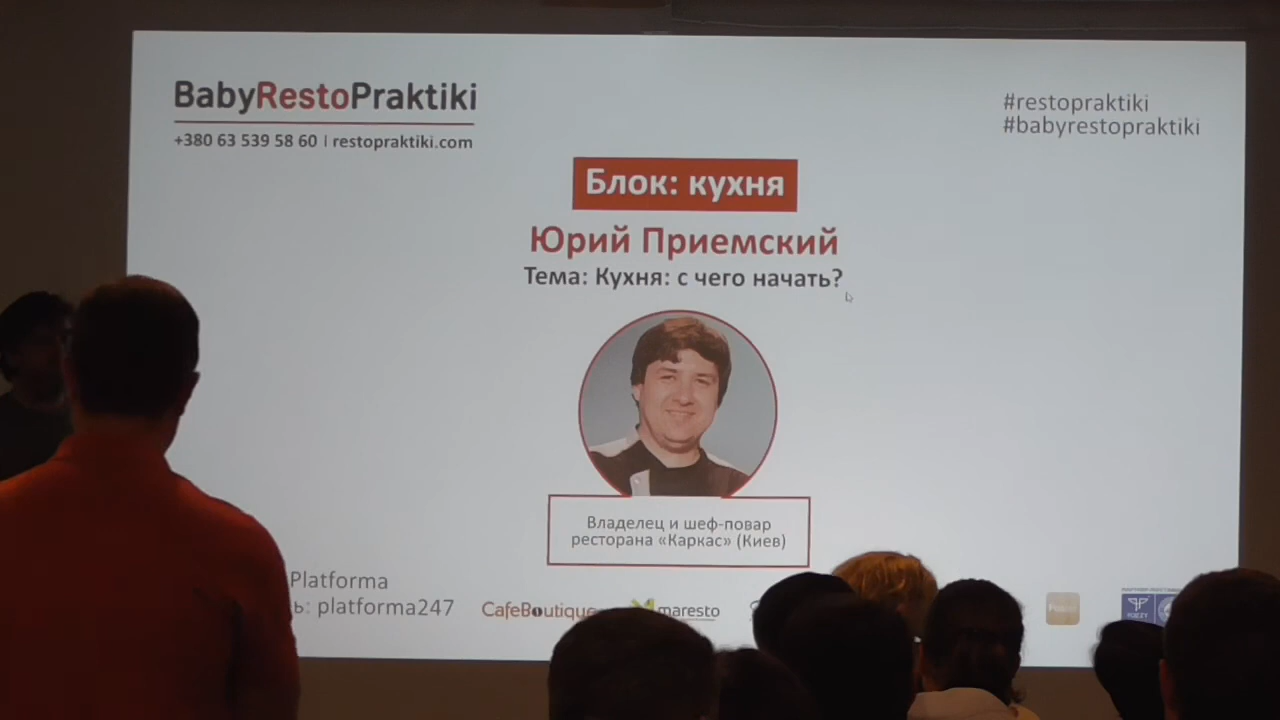 BabyRestoPraktiki
+380 63 539 58 60 | restopraktiki.com
#restopraktiki
#babyrestopraktiki
Блок: кухня
Юрий Приемский
Тема: Кухня: с чего начать?
Владелец и шеф-повар
ресторана «Каркас» (Киев)
Platforma
ь: platforma247
CafeBoutique
maresto